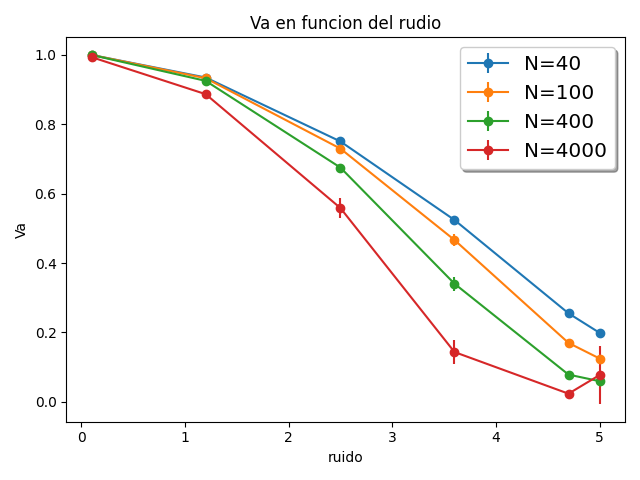 Va en funcion del rudio
1.0
0.8
0.6
0.4
0.2
0.0
Va
N=40
N=100
N=400
N=4000
0 1 2 3 4 5
ruido